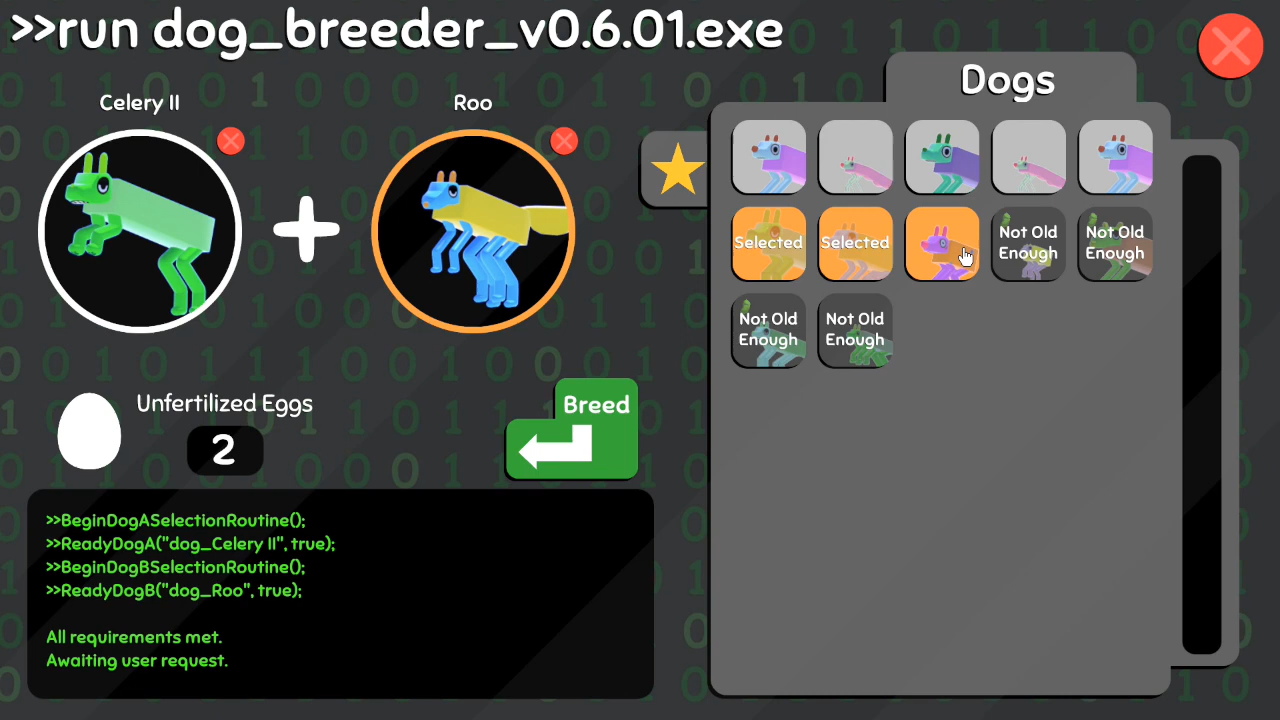 >>run dog_breeder_v0.6.01.exe
Dogs
Celery II
Roo
Selected
Selected
Not Old
Enough
Not Old
Enough
Not Old
Enough
Not Old
Enough
Unfertilized Eggs
2
Breed
>>BeginDogASelectionRoutine();
>>ReadyDogA("dog_Celery II", true);
>>BeginDogBSelectionRoutine();
>>ReadyDogB("dog_Roo", true);
All requirements met.
Awaiting user request.